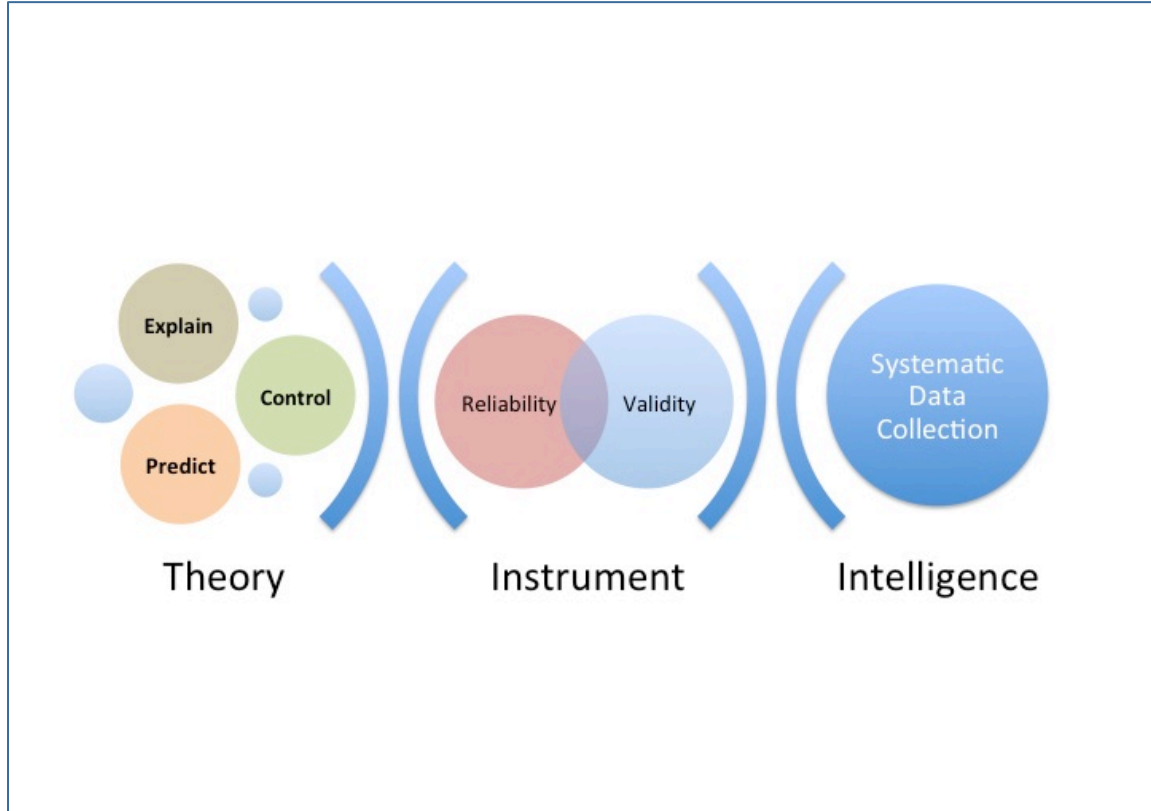 Explain
Control
Predict
Theory
Reliability
Validity
Instrument
Systematic
Data
Collection
Intelligence